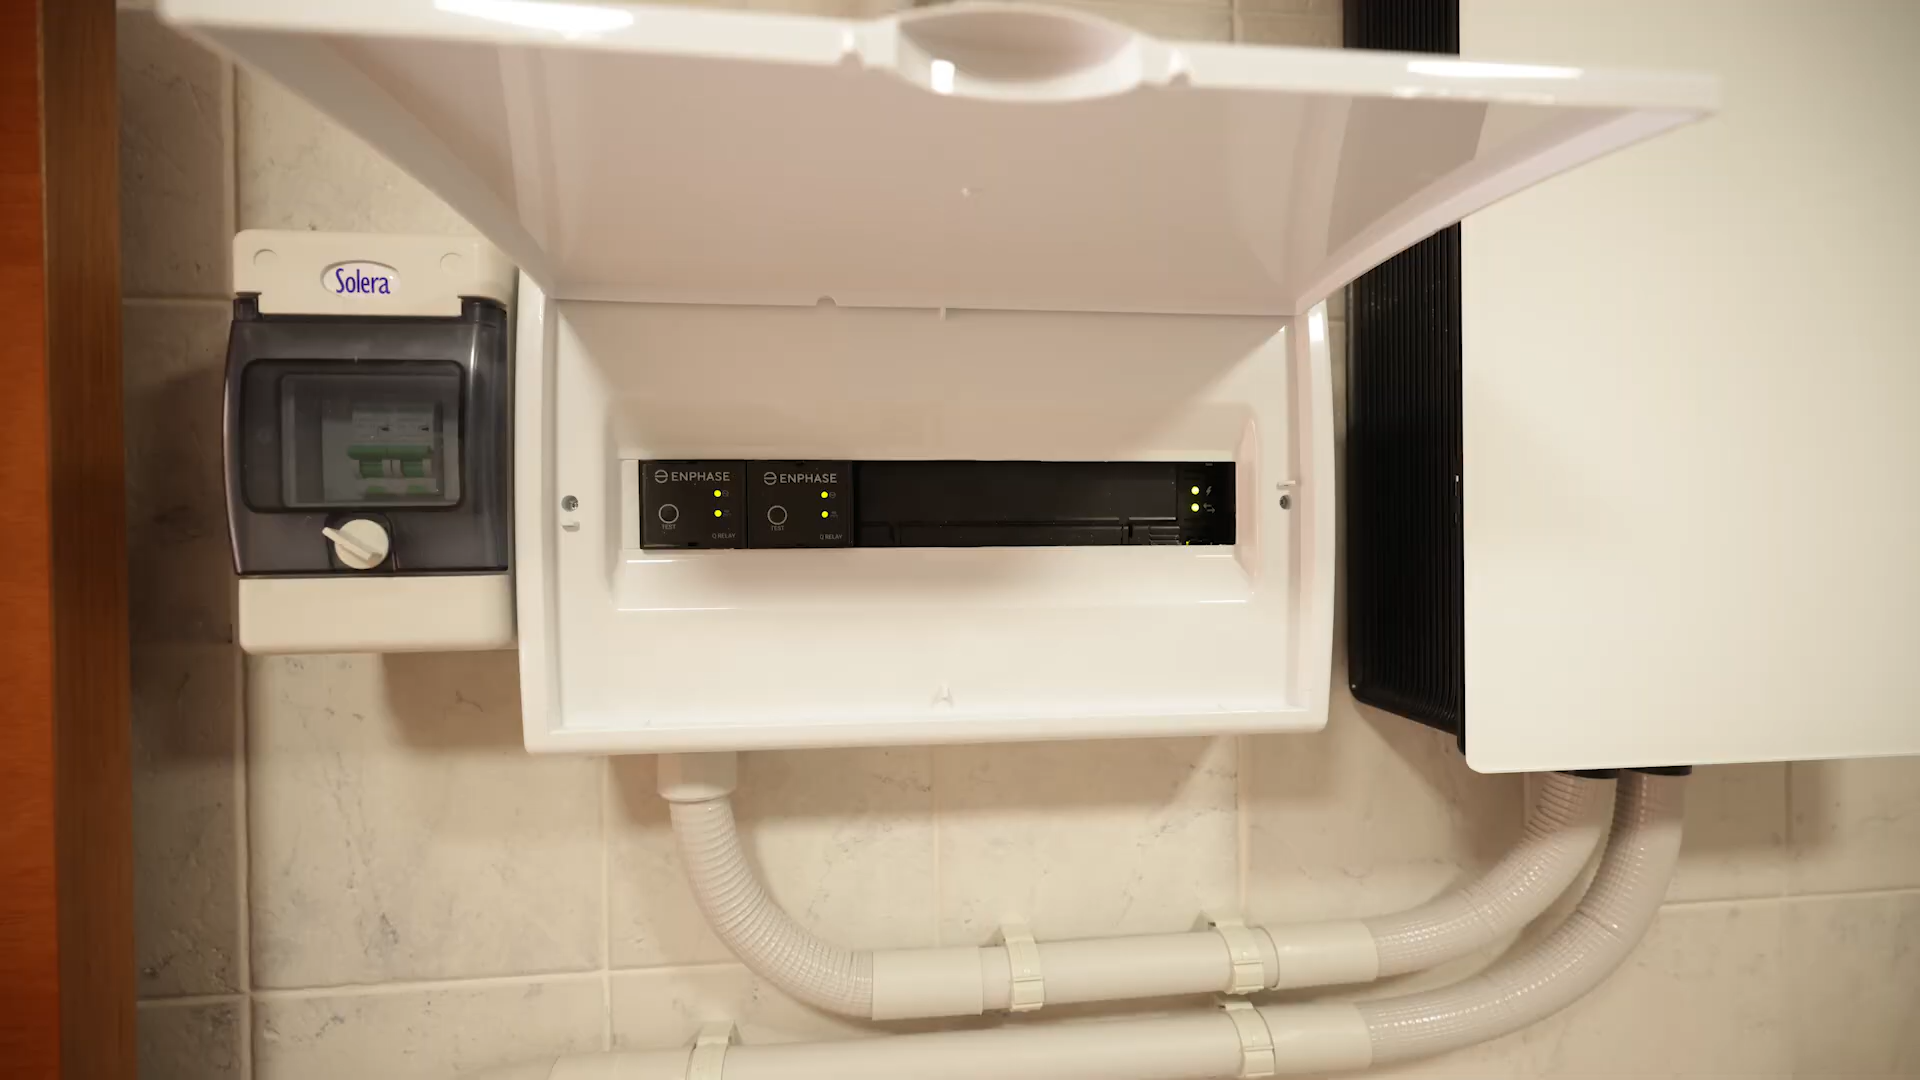 Solera
ENPHASE
TEST
Q RELAY
ENPHASE
TEST
Q RELAY